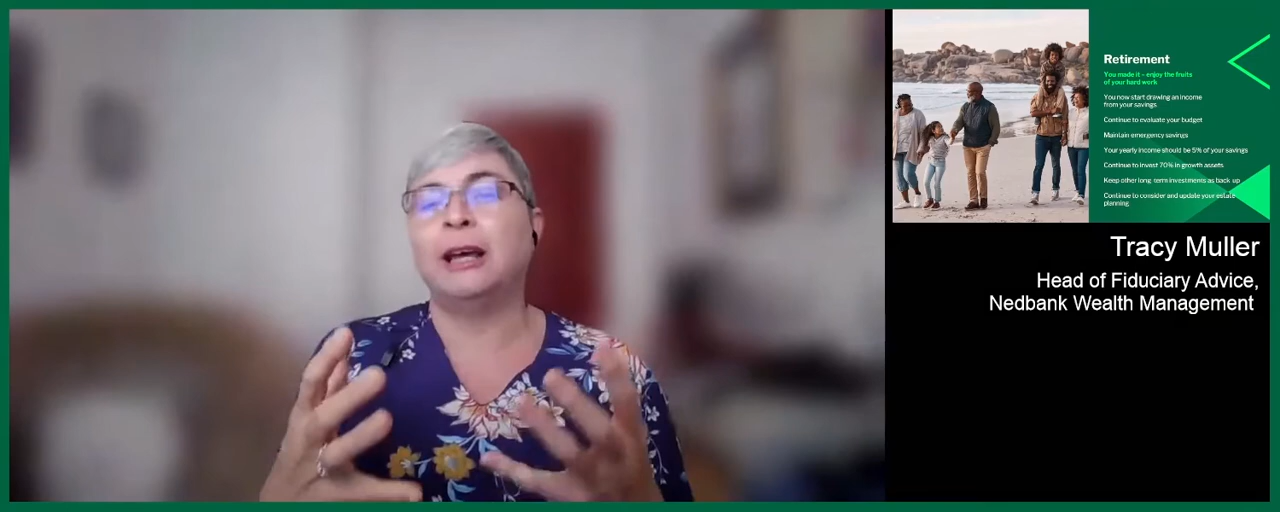 Retirement
You made it – enjoy the fruits
of your hard work
You now start drawing an income
from your savings.
Continue to evaluate your budget
Maintain emergency savings
Your yearly income should be 5% of your savings
Continue to invest 70% in growth assets
Keep other long-term investments as back up
Continue to consider and update your estate
planning
Tracy Muller
Head of Fiduciary Advice,
Nedbank Wealth Management